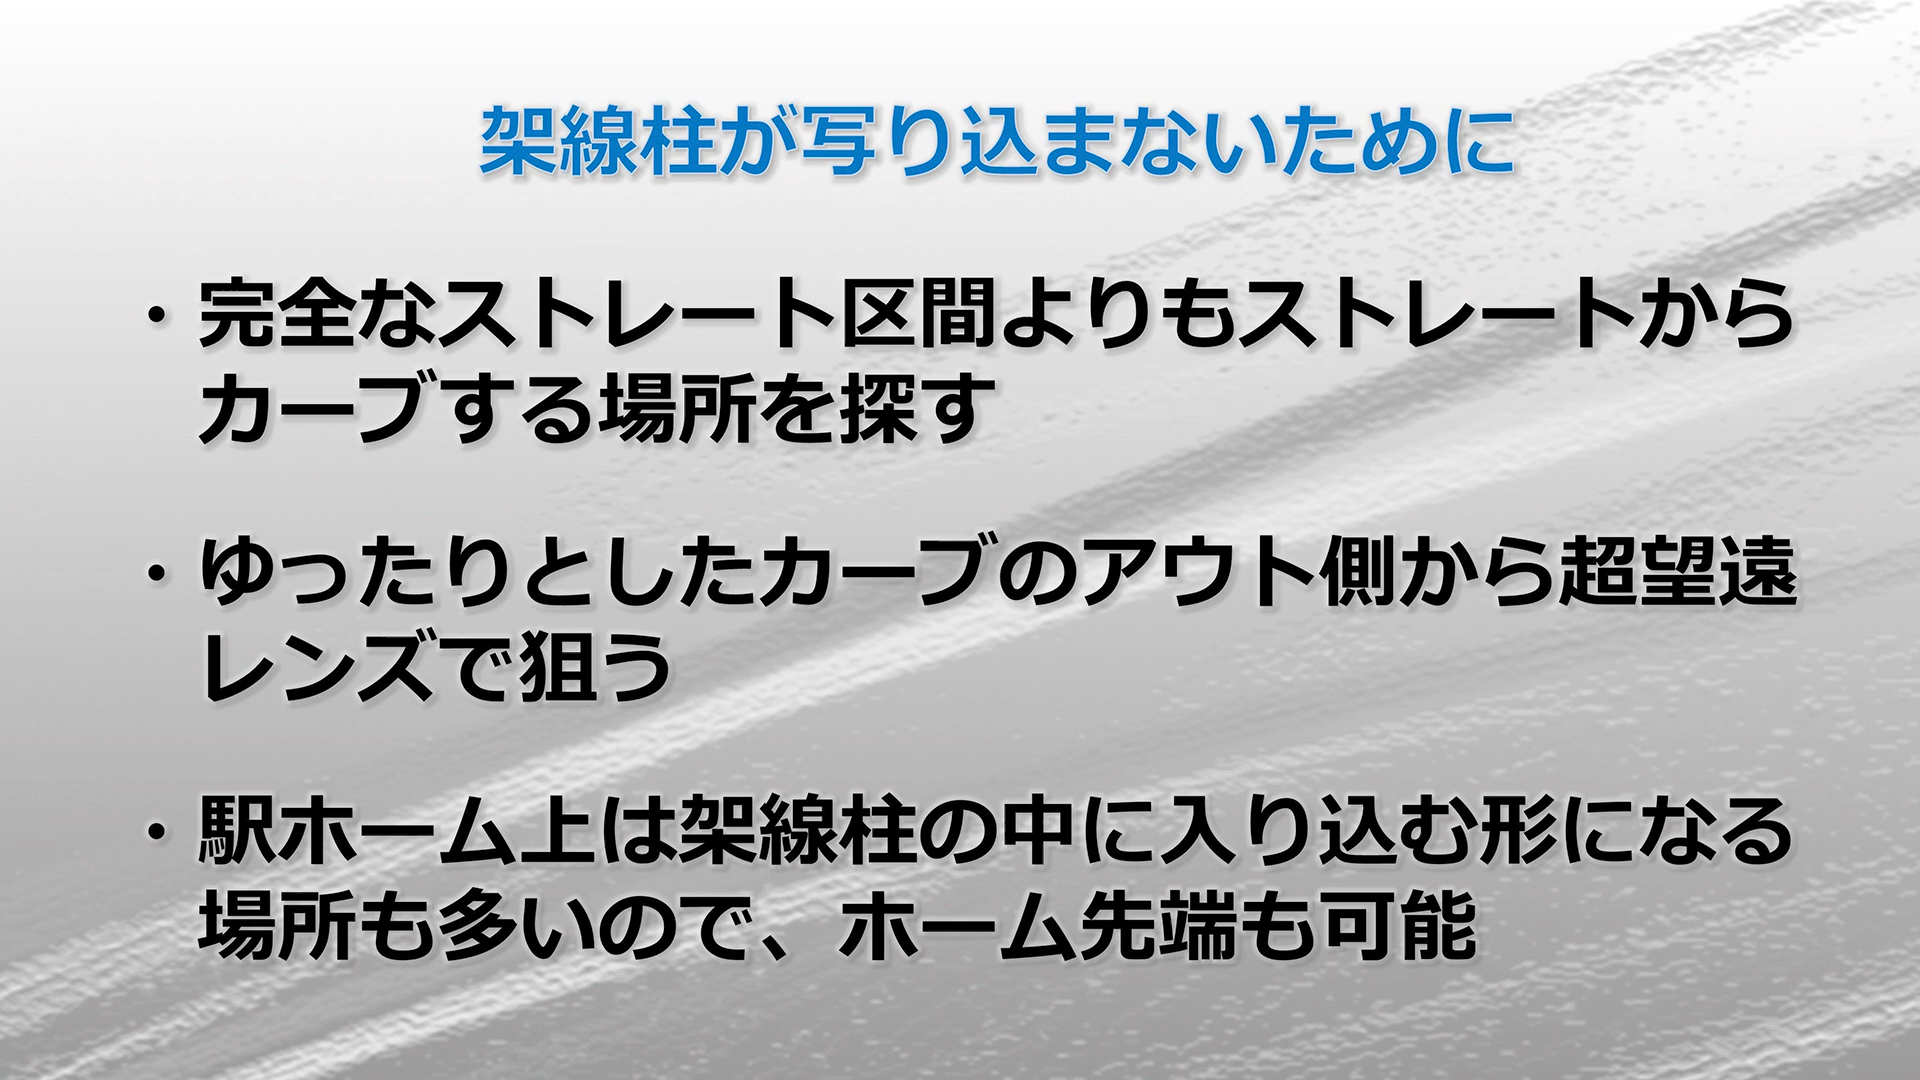 架線柱が写り込まないために
・完全なストレート区間よりもストレートから
カーブする場所を探す
・ゆったりとしたカーブのアウト側から超望遠
レンズで狙う
・駅ホーム上は架線柱の中に入り込む形になる
場所も多いので、ホーム先端も可能